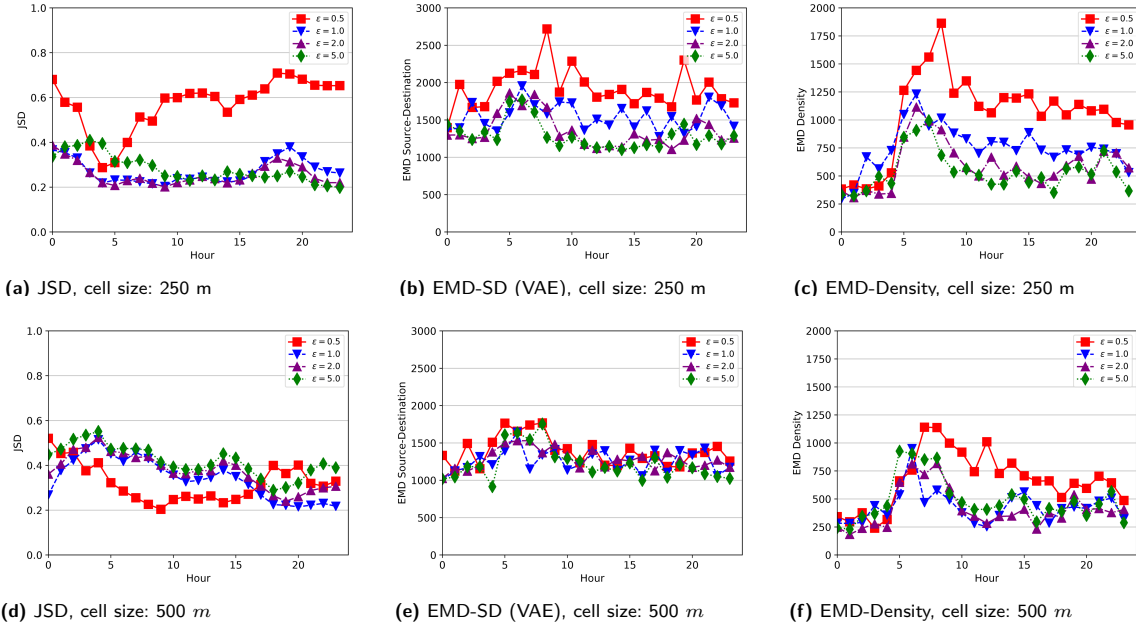 1.0
0.8
0.6
0.4
0.2
0.0
JSD
0 5 10 15 20
Hour
ε = 0.5
ε = 1.0
ε = 2.0
ε = 5.0
(a) JSD, cell size: 250 m
3000
2500
2000
1500
1000
500
0
EMD Source-Destination
0 5 10 15 20
Hour
ε = 0.5
ε = 1.0
ε = 2.0
ε = 5.0
(b) EMD-SD (VAE), cell size: 250 m
2000
1750
1500
1250
1000
750
500
250
0
EMD Density
0 5 10 15 20
Hour
ε = 0.5
ε = 1.0
ε = 2.0
ε = 5.0
(c) EMD-Density, cell size: 250 m
1.0
0.8
0.6
0.4
0.2
0.0
JSD
0 5 10 15 20
Hour
ε = 0.5
ε = 1.0
ε = 2.0
ε = 5.0
(d) JSD, cell size: 500 m
3000
2500
2000
1500
1000
500
0
EMD Source-Destination
0 5 10 15 20
Hour
ε = 0.5
ε = 1.0
ε = 2.0
ε = 5.0
(e) EMD-SD (VAE), cell size: 500 m
2000
1750
1500
1250
1000
750
500
250
0
EMD Density
0 5 10 15 20
Hour
ε = 0.5
ε = 1.0
ε = 2.0
ε = 5.0
(f) EMD-Density, cell size: 500 m